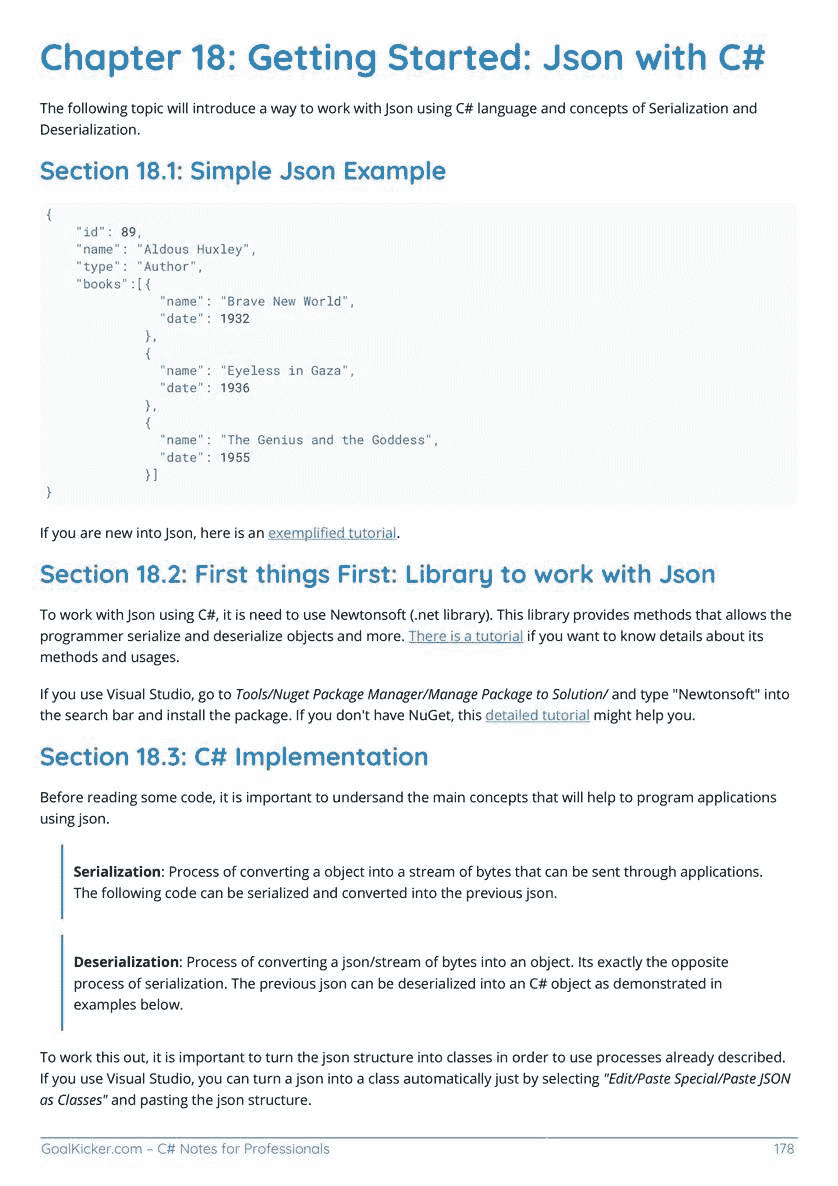 Chapter 18: Getting Started: Json with C#
The following topic will introduce a way to work with Json using C# language and concepts of Serialization and
Deserialization.
Section 18.1: Simple Json Example
{
    "id": 89,
    "name": "Aldous Huxley",
    "type": "Author",
    "books":[{
               "name": "Brave New World",
               "date": 1932
             },
             {
               "name": "Eyeless in Gaza",
               "date": 1936
             },
             {
               "name": "The Genius and the Goddess",
               "date": 1955
             }]
}
If you are new into Json, here is an exemplified tutorial.
Section 18.2: First things First: Library to work with Json
To work with Json using C#, it is need to use Newtonsoft (.net library). This library provides methods that allows the
programmer serialize and deserialize objects and more. There is a tutorial if you want to know details about its
methods and usages.
If you use Visual Studio, go to Tools/Nuget Package Manager/Manage Package to Solution/ and type "Newtonsoft" into
the search bar and install the package. If you don't have NuGet, this detailed tutorial might help you.
Section 18.3: C# Implementation
Before reading some code, it is important to undersand the main concepts that will help to program applications
using json.
Serialization: Process of converting a object into a stream of bytes that can be sent through applications.
The following code can be serialized and converted into the previous json.
Deserialization: Process of converting a json/stream of bytes into an object. Its exactly the opposite
process of serialization. The previous json can be deserialized into an C# object as demonstrated in
examples below.
To work this out, it is important to turn the json structure into classes in order to use processes already described.
If you use Visual Studio, you can turn a json into a class automatically just by selecting "Edit/Paste Special/Paste JSON
as Classes" and pasting the json structure.
GoalKicker.com – C# Notes for Professionals 178